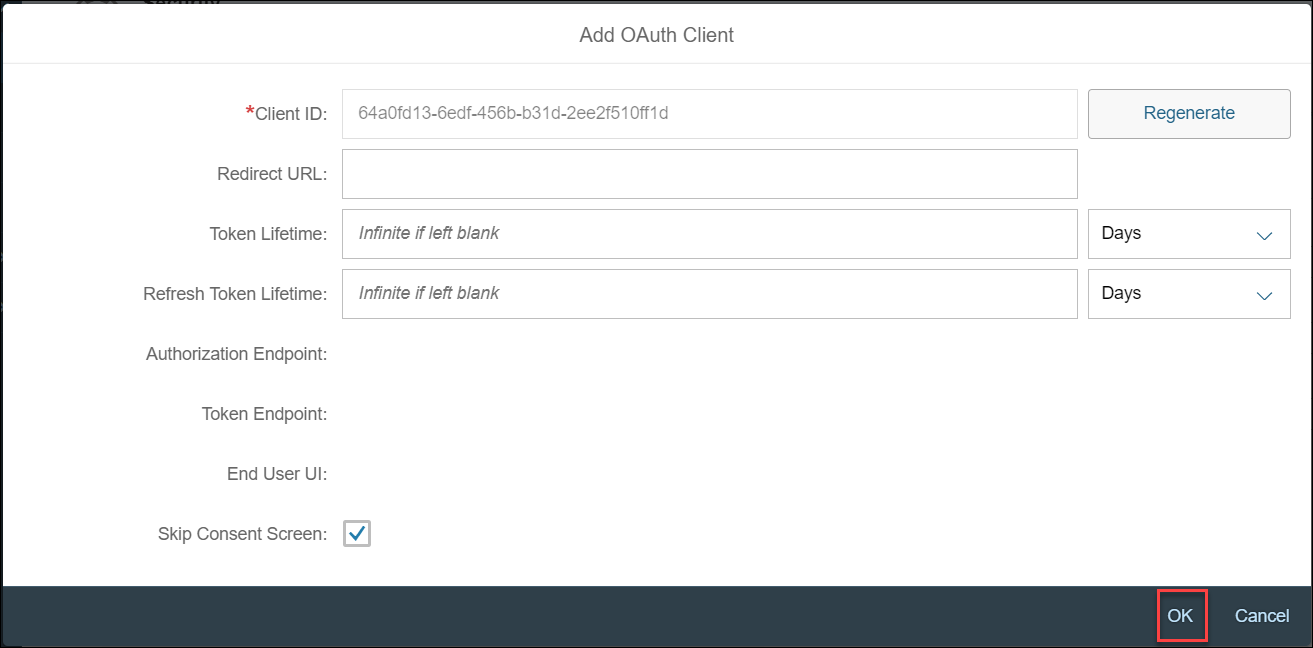 Security
Add OAuth Client
*Client ID: 64a0fd13-6edf-456b-b31d-2ee2f510ff1d Regenerate
Redirect URL:
Token Lifetime: Infinite if left blank Days
Refresh Token Lifetime: Infinite if left blank Days
Authorization Endpoint:
Token Endpoint:
End User UI:
Skip Consent Screen:
OK Cancel